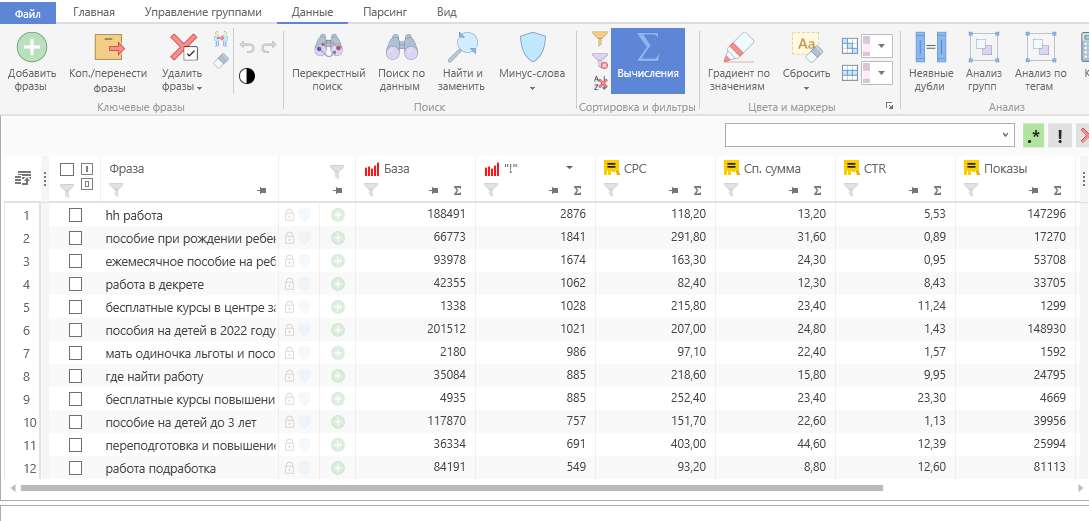 Файл Главная Управление группами Данные Парсинг Вид
Добавить фразы Коп./перенести фразы Удалить фразы Перекрестный поиск Поиск по данным Найти и заменить Минус-слова Вычисления Градиент по значениям Сбросить Неявные дубли Анализ групп Анализ по тегам
Ключевые фразы Поиск Сортировка и фильтры Цвета и маркеры Анализ
.* !
Фраза База "!" CPC Сп. сумма CTR Показы
1 hh работа 188491 2876 118,20 13,20 5,53 147296
2 пособие при рождении ребен 66773 1841 291,80 31,60 0,89 17270
3 ежемесячное пособие на реб 93978 1674 163,30 24,30 0,95 53708
4 работа в декрете 42355 1062 82,40 12,30 8,43 33705
5 бесплатные курсы в центре за 1338 1028 215,80 23,40 11,24 1299
6 пособия на детей в 2022 году 201512 1021 207,00 24,80 1,43 148930
7 мать одиночка льготы и посо 2180 986 97,10 22,40 1,57 1592
8 где найти работу 35084 885 218,60 15,80 9,95 24795
9 бесплатные курсы повышени 4935 885 252,40 23,40 23,30 4669
10 пособие на детей до 3 лет 117870 757 151,70 22,60 1,13 39956
11 переподготовка и повышение 36334 691 403,00 44,60 12,39 25994
12 работа подработка 84191 549 93,20 8,80 12,60 81113